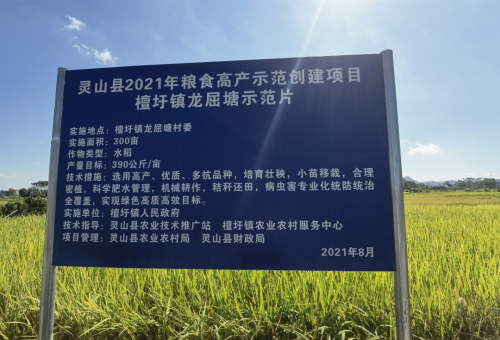 灵山县2021年粮食高产示范创建项目
檀圩镇龙屈塘示范片
实施地点：檀圩镇龙屈塘村委
实施面积：300亩
作物类型：水稻
产量目标：390公斤/亩
技术措施：选用高产、优质、多抗品种，培育壮秧，小苗移栽，合理
密植，科学肥水管理，机械耕作，秸秆还田，病虫害专业化统防统治
全覆盖，实现绿色高质高效目标。
实施单位：檀圩镇人民政府
技术指导：灵山县农业技术推广站 檀圩镇农业农村服务中心
项目管理：灵山县农业农村局 灵山县财政局
2021年8月